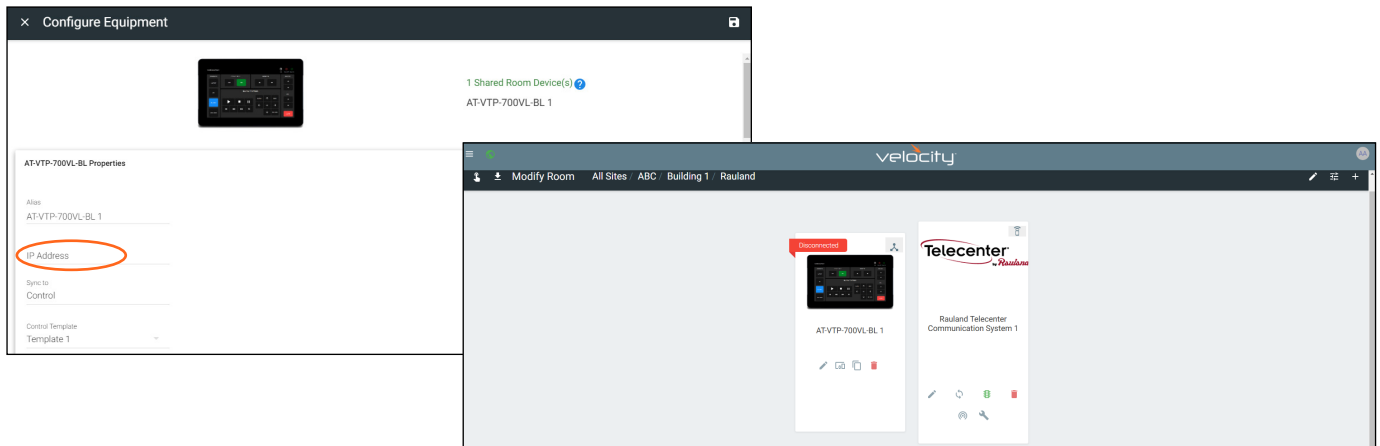 Configure Equipment
1 Shared Room Device(s)
AT-VTP-700VL-BL 1
AT-VTP-700VL-BL Properties
Alias
AT-VTP-700VL-BL 1
IP Address
Sync to
Control
Control Template
Template 1
velocity
AA
Modify Room All Sites / ABC / Building 1 / Rauland
Disconnected
AT-VTP-700VL-BL 1
Telecenter
by Rauland
Rauland Telecenter
Communication System 1